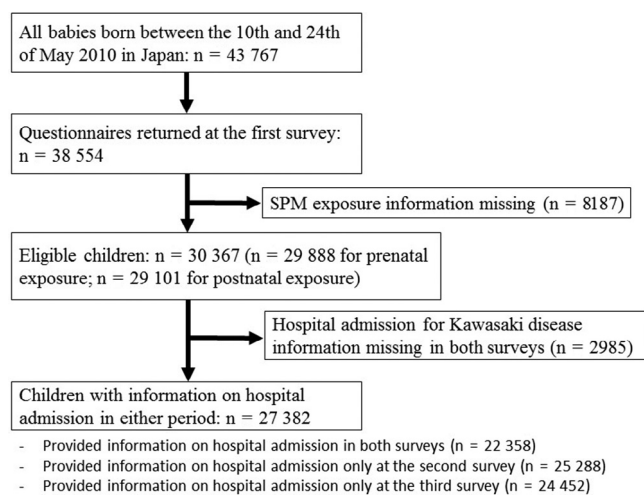 All babies born between the 10th and 24th
of May 2010 in Japan: n = 43 767
Questionnaires returned at the first survey:
n = 38 554
SPM exposure information missing (n = 8187)
Eligible children: n = 30 367 (n = 29 888 for prenatal
exposure; n = 29 101 for postnatal exposure)
Hospital admission for Kawasaki disease
information missing in both surveys (n = 2985)
Children with information on hospital
admission in either period: n = 27 382
- Provided information on hospital admission in both surveys (n = 22 358)
- Provided information on hospital admission only at the second survey (n = 25 288)
- Provided information on hospital admission only at the third survey (n = 24 452)